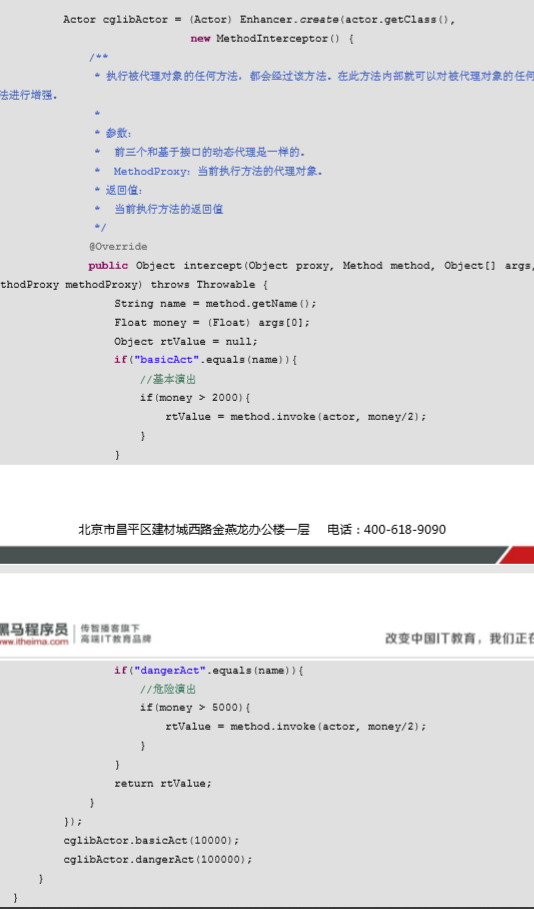 Actor cglibActor = (Actor) Enhancer.create(actor.getClass(),
new MethodInterceptor() {
/**
* 执行被代理对象的任何方法，都会经过该方法。在此方法内部就可以对被代理对象的任何
法进行增强。
*
* 参数：
* 前三个和基于接口的动态代理是一样的。
* MethodProxy：当前执行方法的代理对象。
* 返回值：
* 当前执行方法的返回值
*/
@Override
public Object intercept(Object proxy, Method method, Object[] args,
thodProxy methodProxy) throws Throwable {
String name = method.getName();
Float money = (Float) args[0];
Object rtValue = null;
if("basicAct".equals(name)){
//基本演出
if(money > 2000){
rtValue = method.invoke(actor, money/2);
}
}
北京市昌平区建材城西路金燕龙办公楼一层 电话：400-618-9090
黑马程序员
www.itheima.com
传智播客旗下
高端IT教育品牌
改变中国IT教育，我们正在
if("dangerAct".equals(name)){
//危险演出
if(money > 5000){
rtValue = method.invoke(actor, money/2);
}
}
return rtValue;
}
});
cglibActor.basicAct(10000);
cglibActor.dangerAct(100000);
}
}